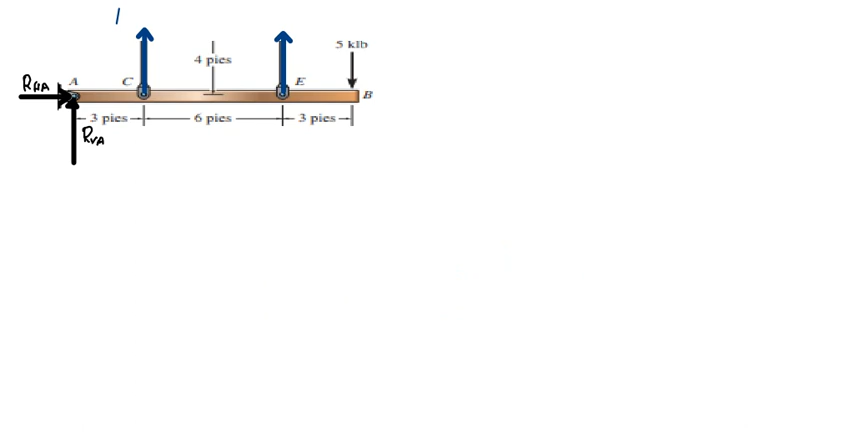 5 klb
4 pies
RHA A C E
B
3 pies 6 pies 3 pies
RVA